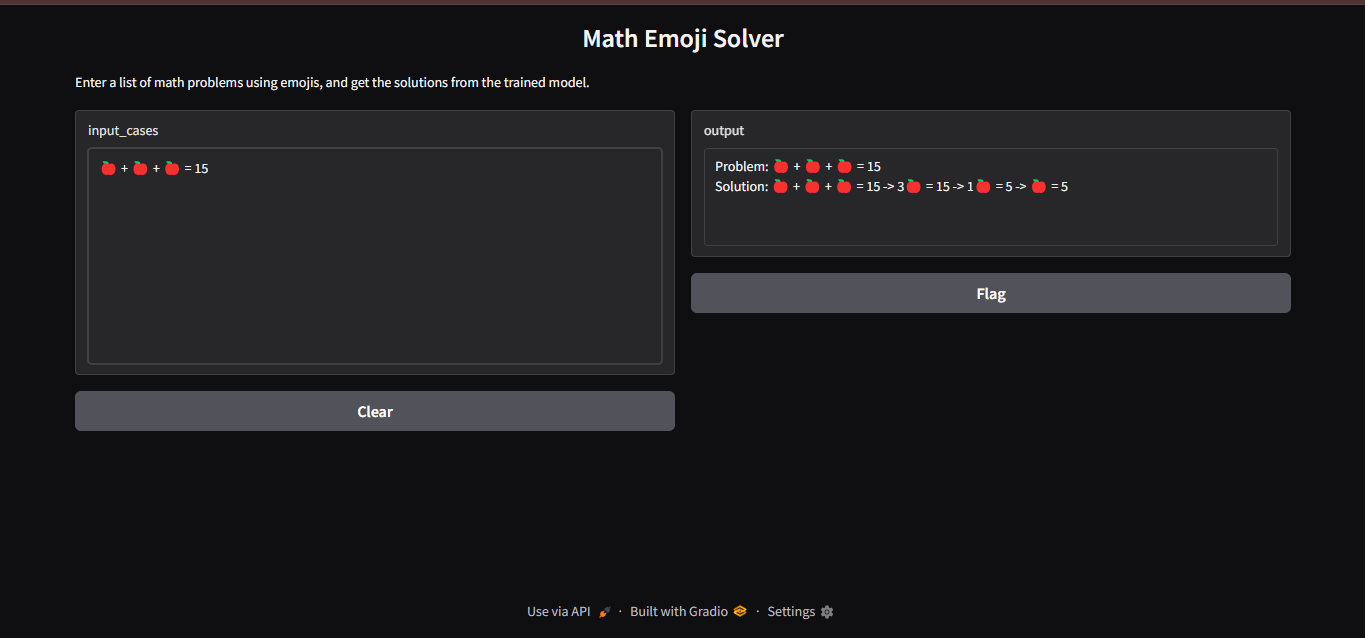 Math Emoji Solver
Enter a list of math problems using emojis, and get the solutions from the trained model.
input_cases
🍎 + 🍎 + 🍎 = 15
Clear
output
Problem: 🍎 + 🍎 + 🍎 = 15
Solution: 🍎 + 🍎 + 🍎 = 15 -> 3🍎 = 15 -> 1🍎 = 5 -> 🍎 = 5
Flag
Use via API 🚀 · Built with Gradio · Settings ⚙️